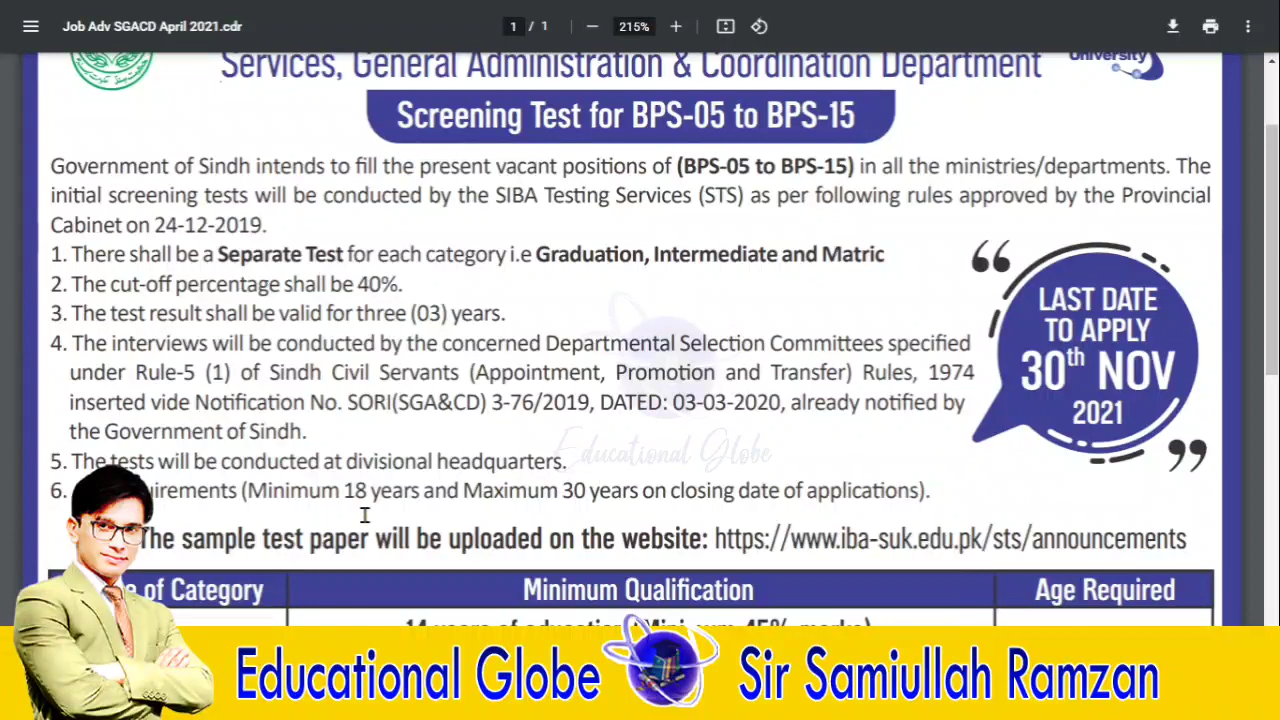 Job Adv SGACD April 2021.cdr
1 / 1
215%
Services, General Administration & Coordination Department
University
Screening Test for BPS-05 to BPS-15
Government of Sindh intends to fill the present vacant positions of (BPS-05 to BPS-15) in all the ministries/departments. The
initial screening tests will be conducted by the SIBA Testing Services (STS) as per following rules approved by the Provincial
Cabinet on 24-12-2019.
1. There shall be a Separate Test for each category i.e Graduation, Intermediate and Matric
2. The cut-off percentage shall be 40%.
3. The test result shall be valid for three (03) years.
4. The interviews will be conducted by the concerned Departmental Selection Committees specified
under Rule-5 (1) of Sindh Civil Servants (Appointment, Promotion and Transfer) Rules, 1974
inserted vide Notification No. SORI(SGA&CD) 3-76/2019, DATED: 03-03-2020, already notified by
the Government of Sindh.
5. The tests will be conducted at divisional headquarters.
6. irements (Minimum 18 years and Maximum 30 years on closing date of applications).
“ LAST DATE
TO APPLY
30th NOV
2021 ”
Educational Globe
The sample test paper will be uploaded on the website: https://www.iba-suk.edu.pk/sts/announcements
of Category Minimum Qualification Age Required
14 years of education (Minimum 45% marks)
Educational Globe Sir Samiullah Ramzan